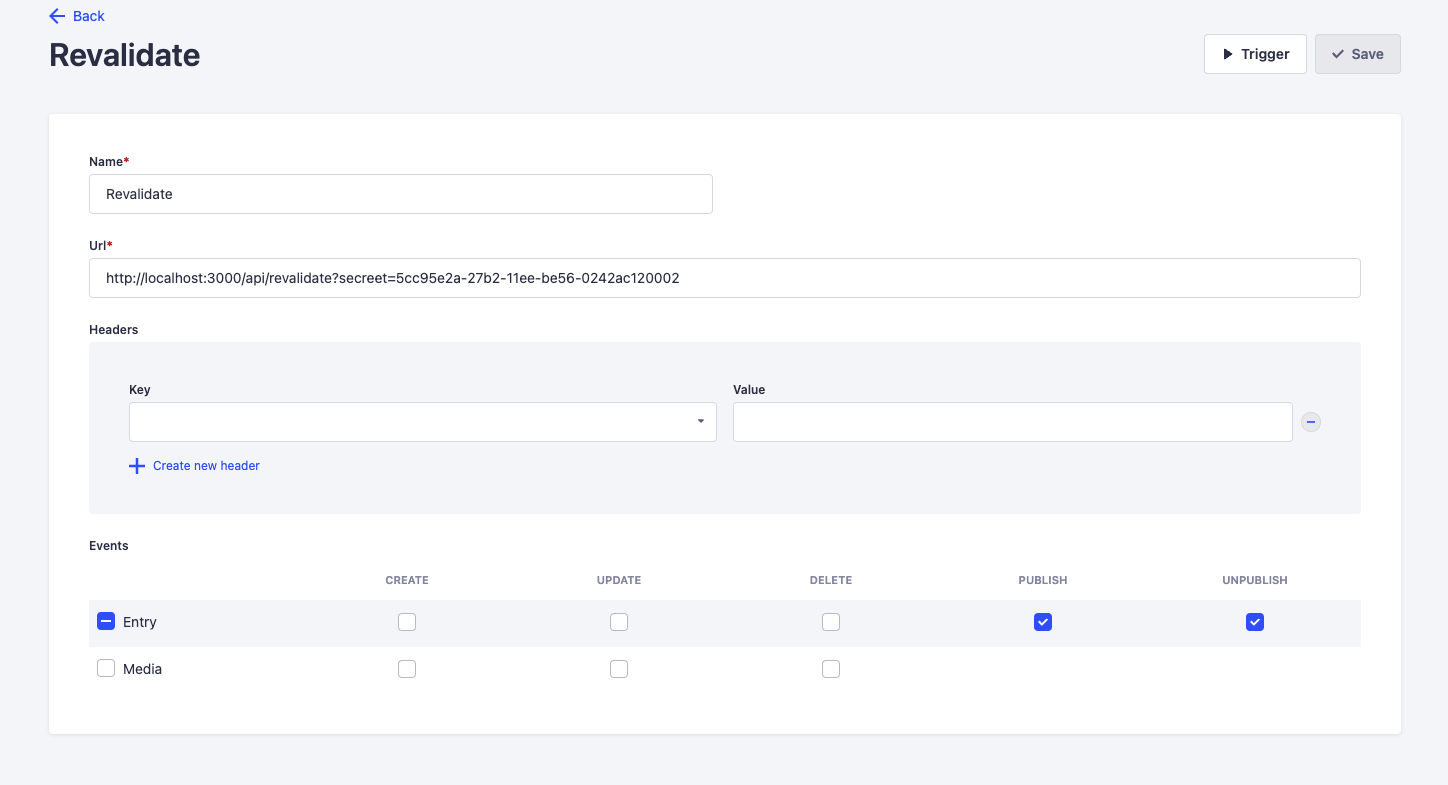 Back
Revalidate
Trigger
Save
Name*
Revalidate
Url*
http://localhost:3000/api/revalidate?secreet=5cc95e2a-27b2-11ee-be56-0242ac120002
Headers
Key
Value
Create new header
Events
CREATE UPDATE DELETE PUBLISH UNPUBLISH
Entry
Media